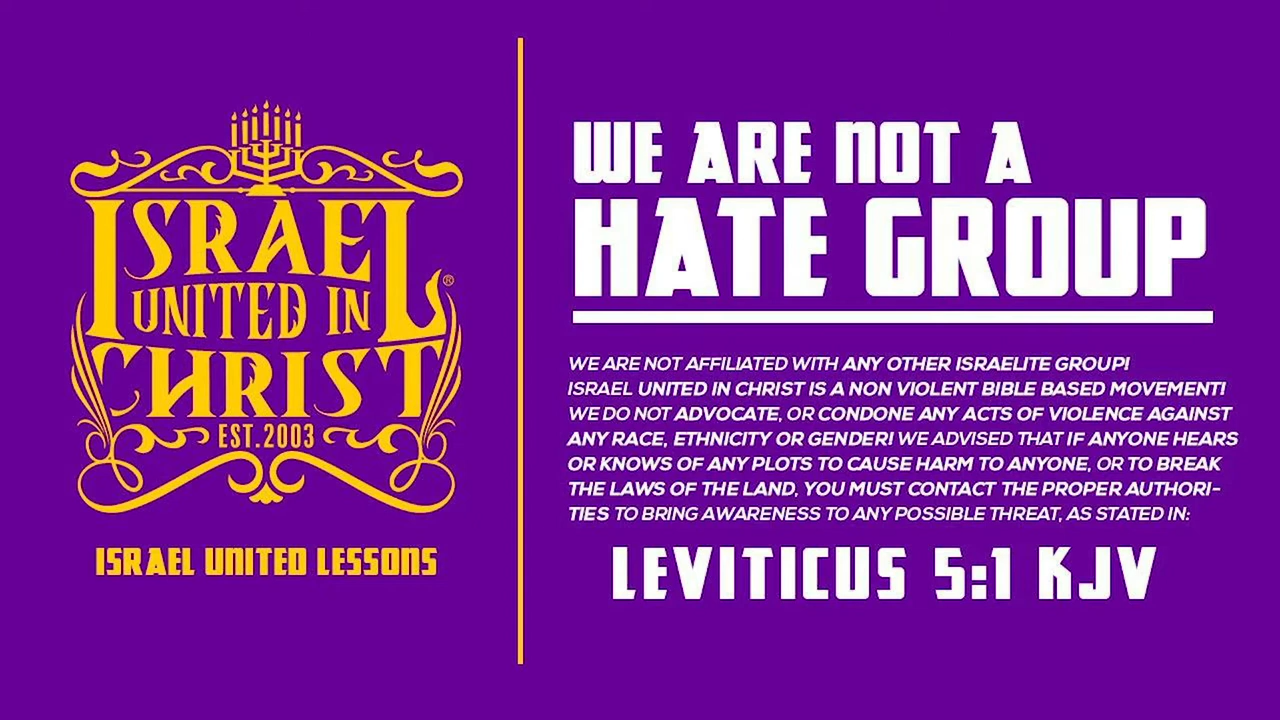 ISRAEL
UNITED IN
CHRIST
EST.2003
®
ISRAEL UNITED LESSONS
WE ARE NOT A
HATE GROUP
WE ARE NOT AFFILIATED WITH ANY OTHER ISRAELITE GROUP!
ISRAEL UNITED IN CHRIST IS A NON VIOLENT BIBLE BASED MOVEMENT!
WE DO NOT ADVOCATE, OR CONDONE ANY ACTS OF VIOLENCE AGAINST
ANY RACE, ETHNICITY OR GENDER! WE ADVISED THAT IF ANYONE HEARS
OR KNOWS OF ANY PLOTS TO CAUSE HARM TO ANYONE, OR TO BREAK
THE LAWS OF THE LAND, YOU MUST CONTACT THE PROPER AUTHORI-
TIES TO BRING AWARENESS TO ANY POSSIBLE THREAT, AS STATED IN:
LEVITICUS 5:1 KJV